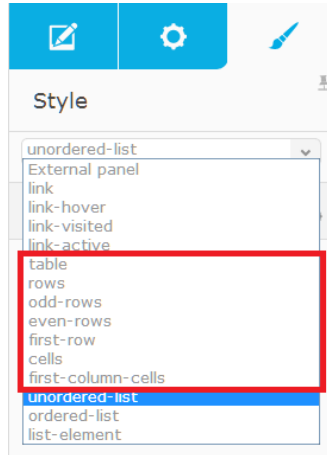 Style
unordered-list
External panel
link
link-hover
link-visited
link-active
table
rows
odd-rows
even-rows
first-row
cells
first-column-cells
unordered-list
ordered-list
list-element